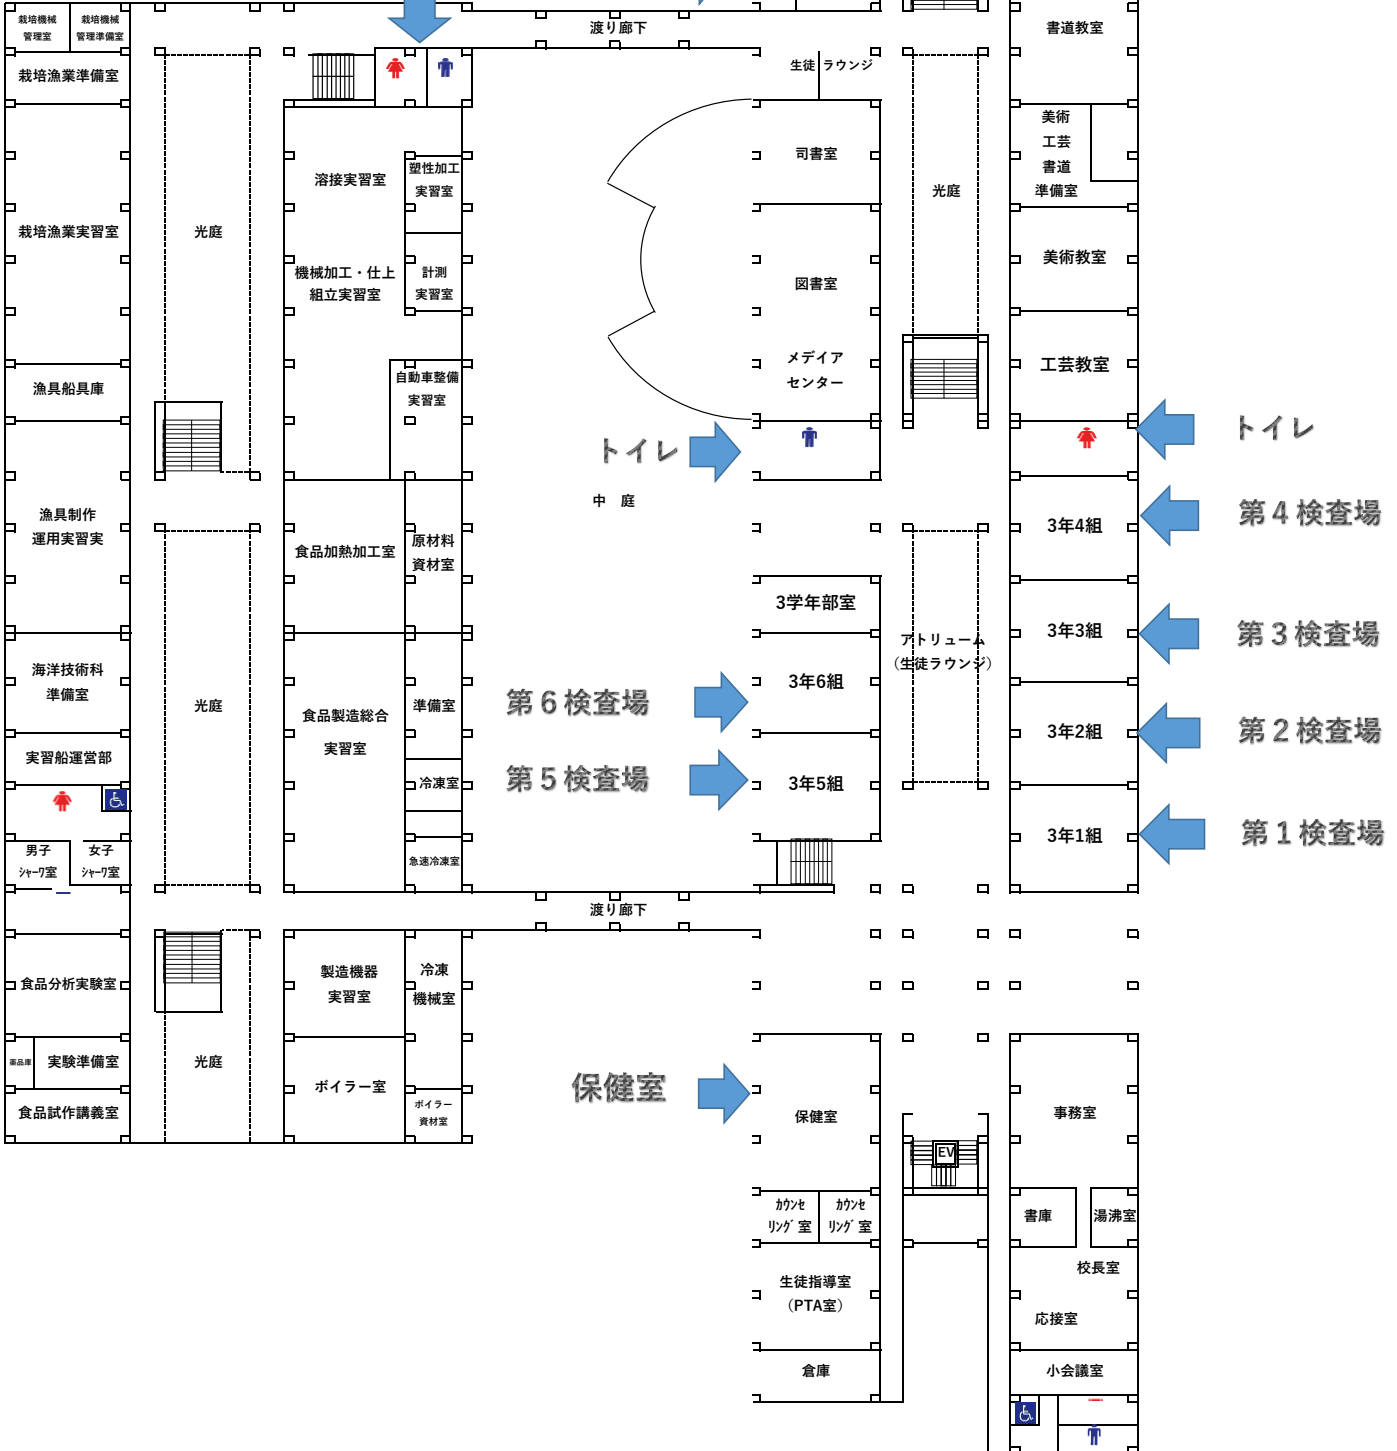 栽培機械
管理室
栽培機械
管理準備室
渡り廊下
書道教室
栽培漁業準備室
生徒
ラウンジ
美術
工芸
書道
準備室
司書室
溶接実習室
塑性加工
実習室
光庭
栽培漁業実習室
光庭
美術教室
機械加工・仕上
組立実習室
計測
実習室
図書室
メデイア
センター
工芸教室
漁具船具庫
自動車整備
実習室
トイレ
トイレ
中 庭
第4検査場
漁具制作
運用実習実
3年4組
食品加熱加工室
原材料
資材室
3学年部室
3年3組
第3検査場
アトリューム
(生徒ラウンジ)
海洋技術科
準備室
3年6組
第6検査場
光庭
食品製造総合
実習室
準備室
3年2組
第2検査場
実習船運営部
第5検査場
3年5組
冷凍室
3年1組
第1検査場
男子
ｼｬｰﾜ室
女子
ｼｬｰﾜ室
急速冷凍室
渡り廊下
食品分析実験室
製造機器
実習室
冷凍
機械室
薬品庫
実験準備室
光庭
ボイラー室
保健室
保健室
事務室
食品試作講義室
ボイラー
資材室
EV
ｶｳﾝｾ
ﾘﾝｸﾞ室
ｶｳﾝｾ
ﾘﾝｸﾞ室
書庫
湯沸室
校長室
生徒指導室
(PTA室)
応接室
倉庫
小会議室